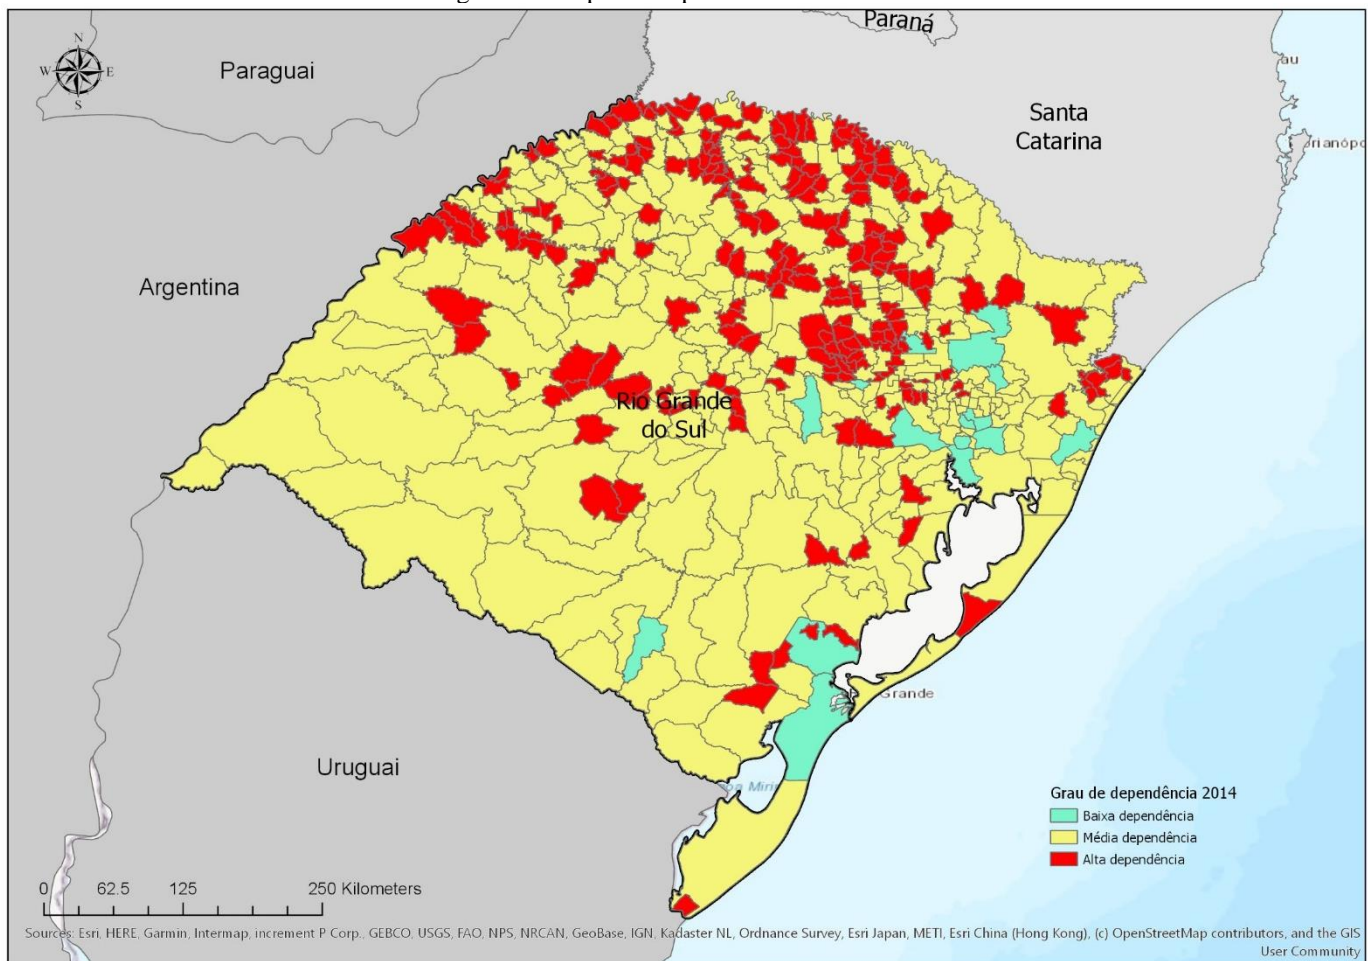 Paraná
N
W E
S
Paraguai
Santa
Catarina
Argentina
Rio Grande
do Sul
Grande
Uruguai
Grau de dependência 2014
Baixa dependência
Média dependência
Alta dependência
0 62.5 125 250 Kilometers
Sources: Esri, HERE, Garmin, Intermap, increment P Corp., GEBCO, USGS, FAO, NPS, NRCAN, GeoBase, IGN, Kadaster NL, Ordnance Survey, Esri Japan, METI, Esri China (Hong Kong), (c) OpenStreetMap contributors, and the GIS
User Community